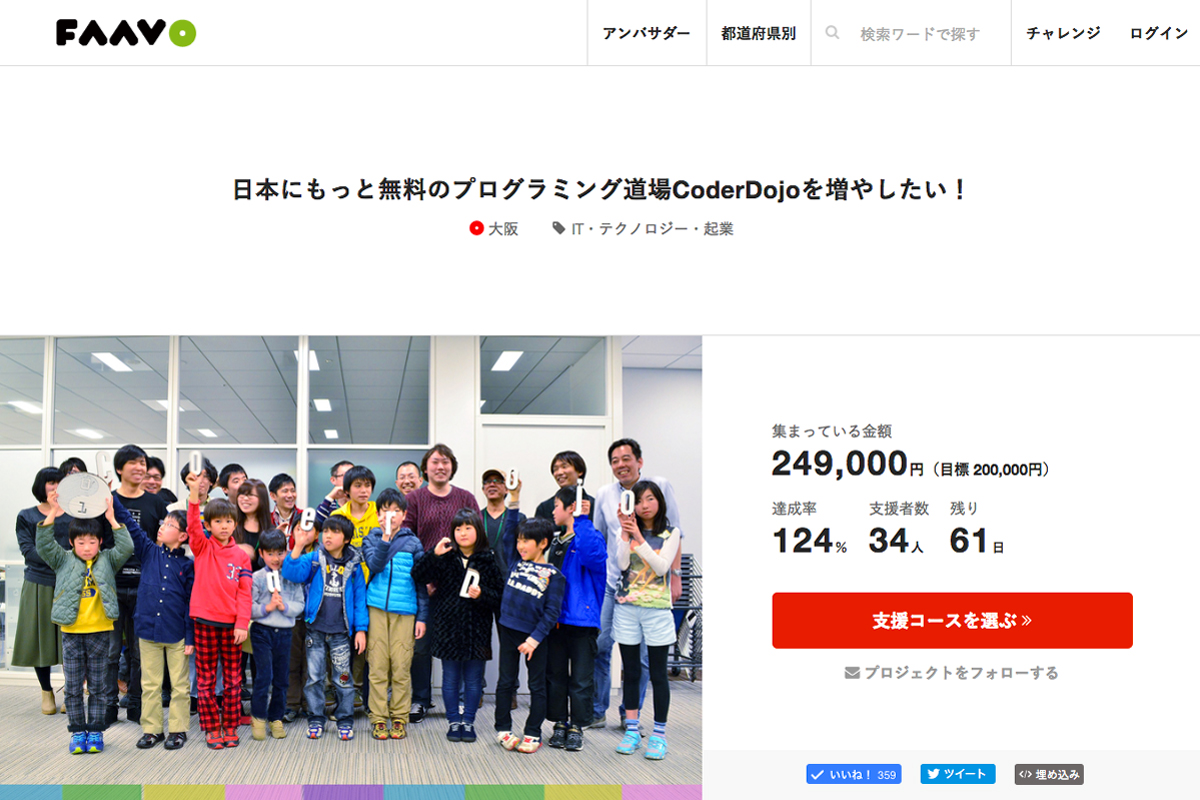 FAAVO
アンバサダー
都道府県別
検索ワードで探す
チャレンジ
ログイン
日本にもっと無料のプログラミング道場CoderDojoを増やしたい！
大阪
IT・テクノロジー・起業
集まっている金額
249,000円（目標 200,000円）
達成率 支援者数 残り
124% 34人 61日
支援コースを選ぶ »
プロジェクトをフォローする
いいね！ 359
ツイート
</> 埋め込み
o
e r
D
o
j o